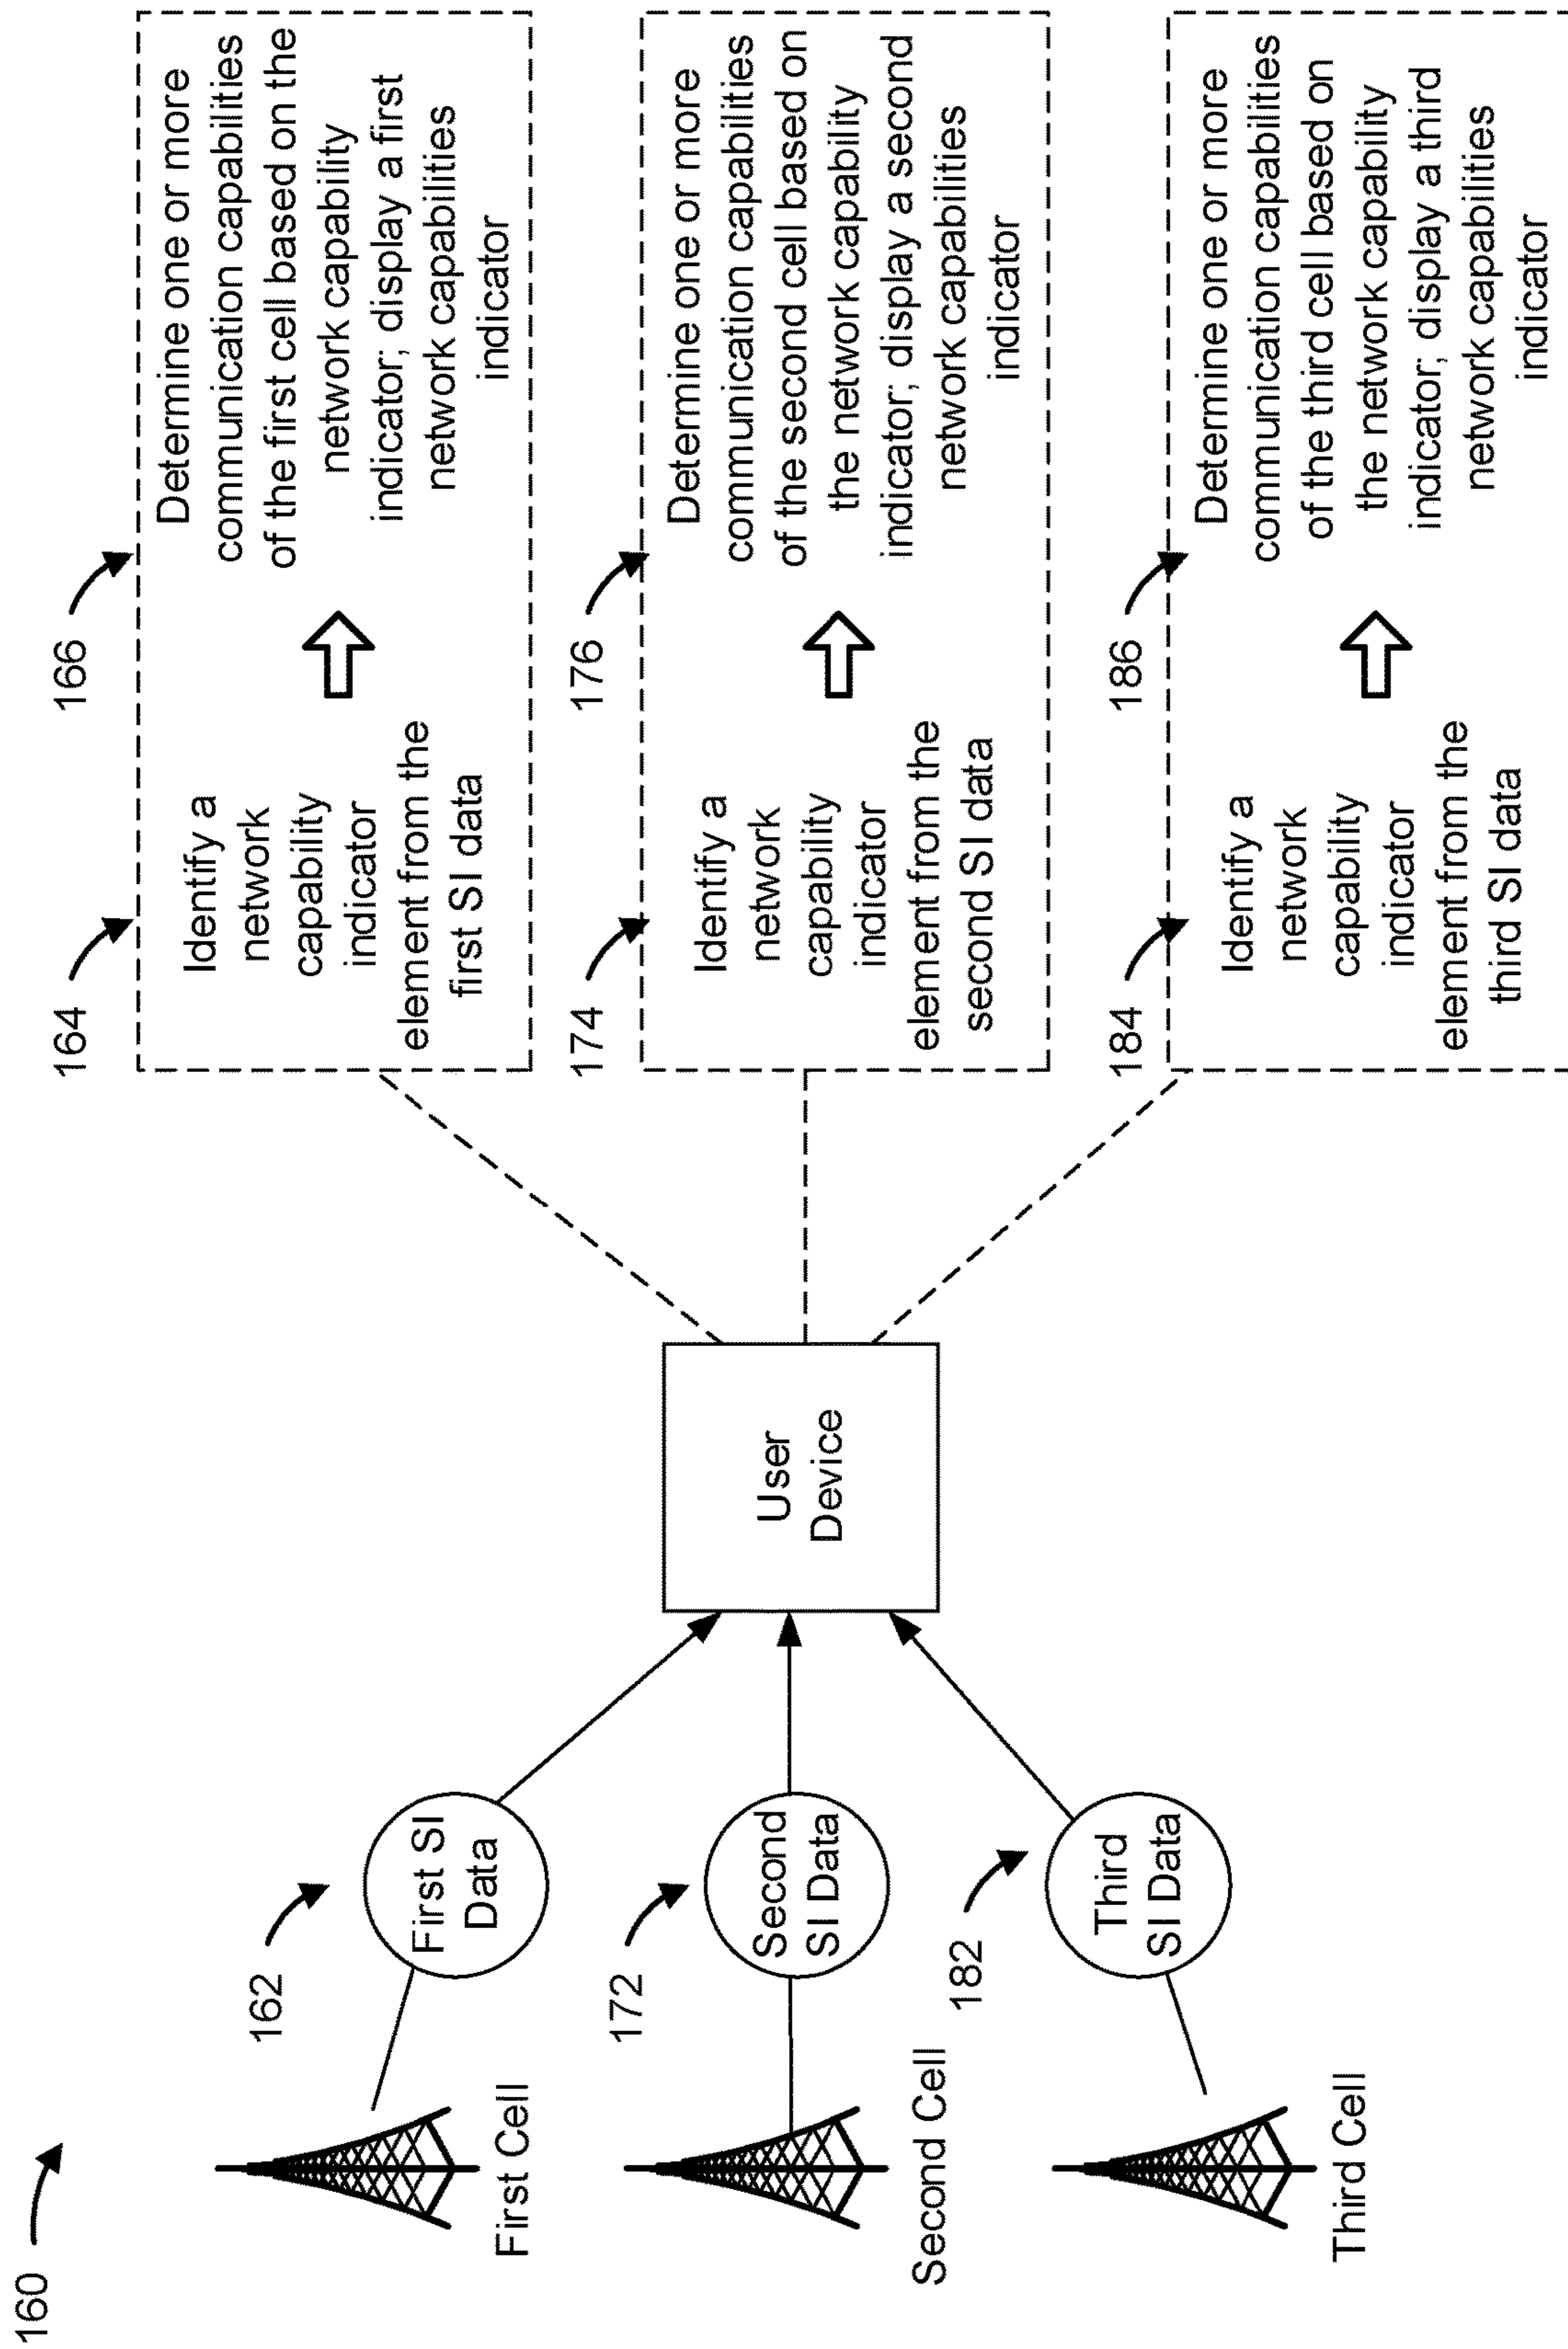 160
162
First SI
Data
First Cell
172
Second
SI Data
Second Cell
182
Third
SI Data
Third Cell
User
Device
164
Identify a
network
capability
indicator
element from the
first SI data
166
Determine one or more
communication capabilities
of the first cell based on the
network capability
indicator; display a first
network capabilities
indicator
174
Identify a
network
capability
indicator
element from the
second SI data
176
Determine one or more
communication capabilities
of the second cell based on
the network capability
indicator; display a second
network capabilities
indicator
184
Identify a
network
capability
indicator
element from the
third SI data
186
Determine one or more
communication capabilities
of the third cell based on
the network capability
indicator; display a third
network capabilities
indicator